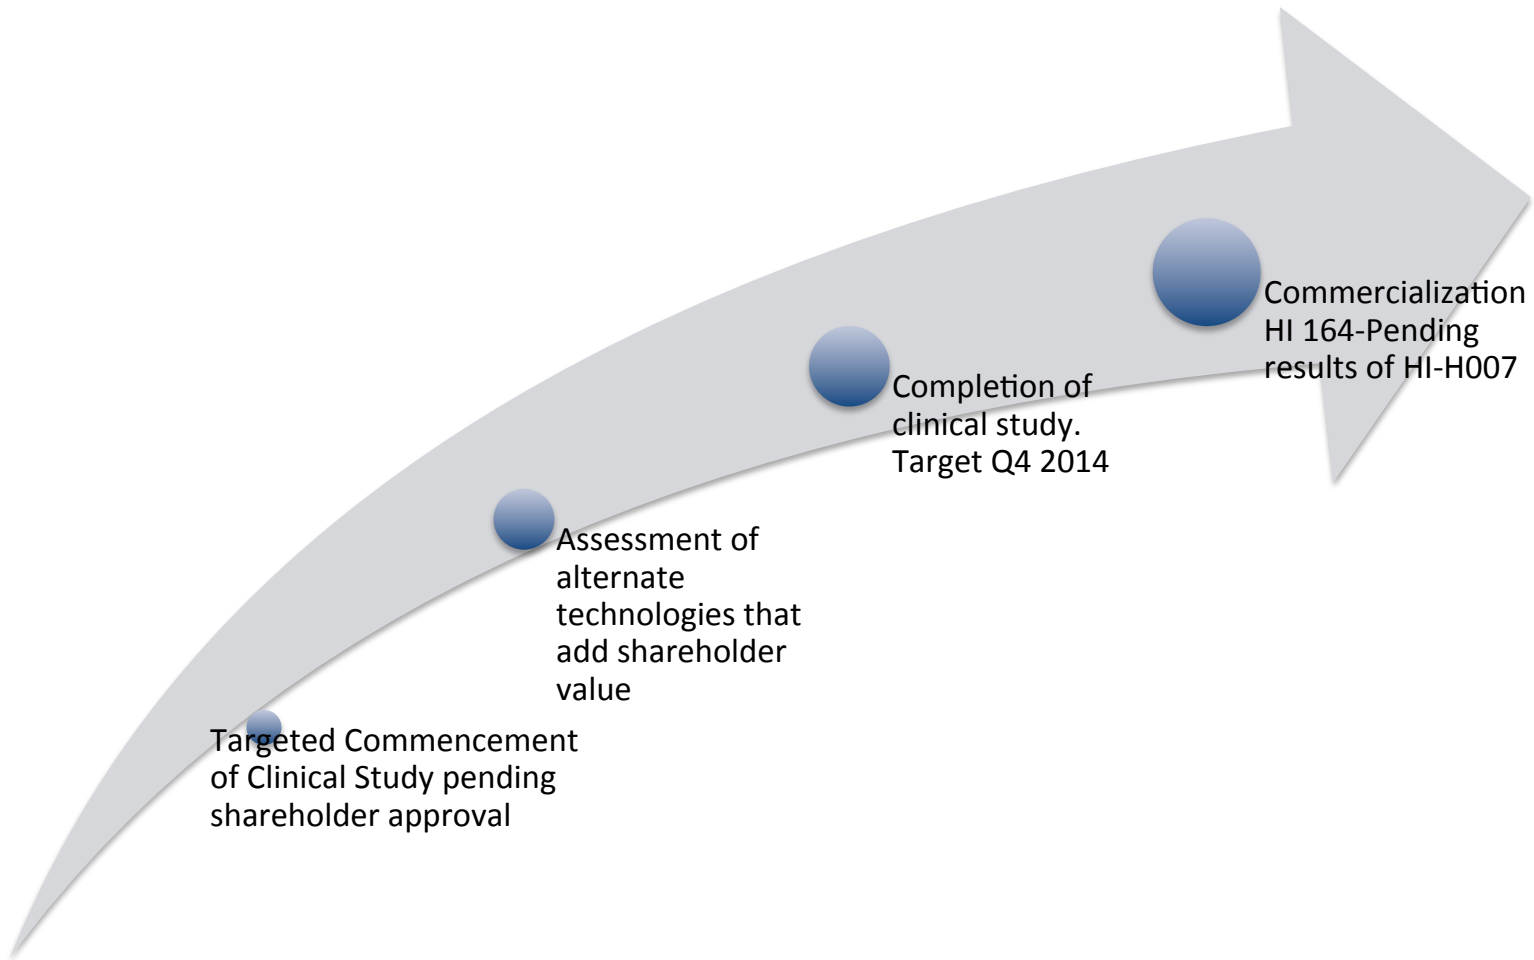 Targeted Commencement
of Clinical Study pending
shareholder approval
Assessment of
alternate
technologies that
add shareholder
value
Completion of
clinical study.
Target Q4 2014
Commercialization
HI 164-Pending
results of HI-H007